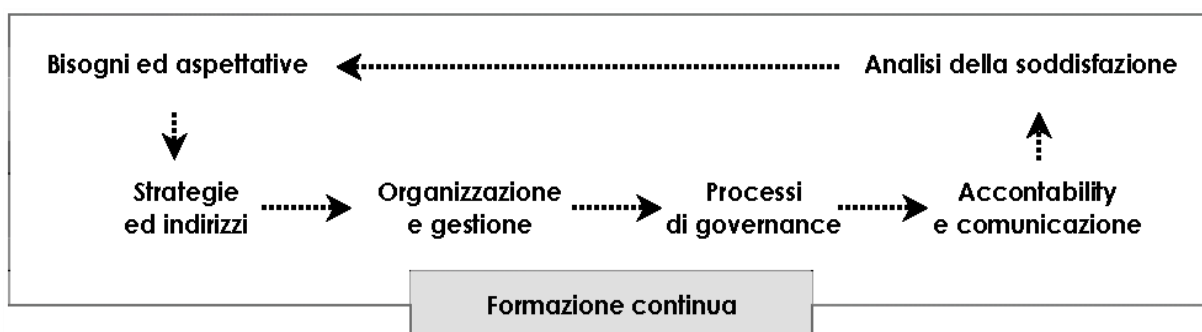 Bisogni ed aspettative
Analisi della soddisfazione
Strategie
ed indirizzi
Organizzazione
e gestione
Processi
di governance
Accontability
e comunicazione
Formazione continua